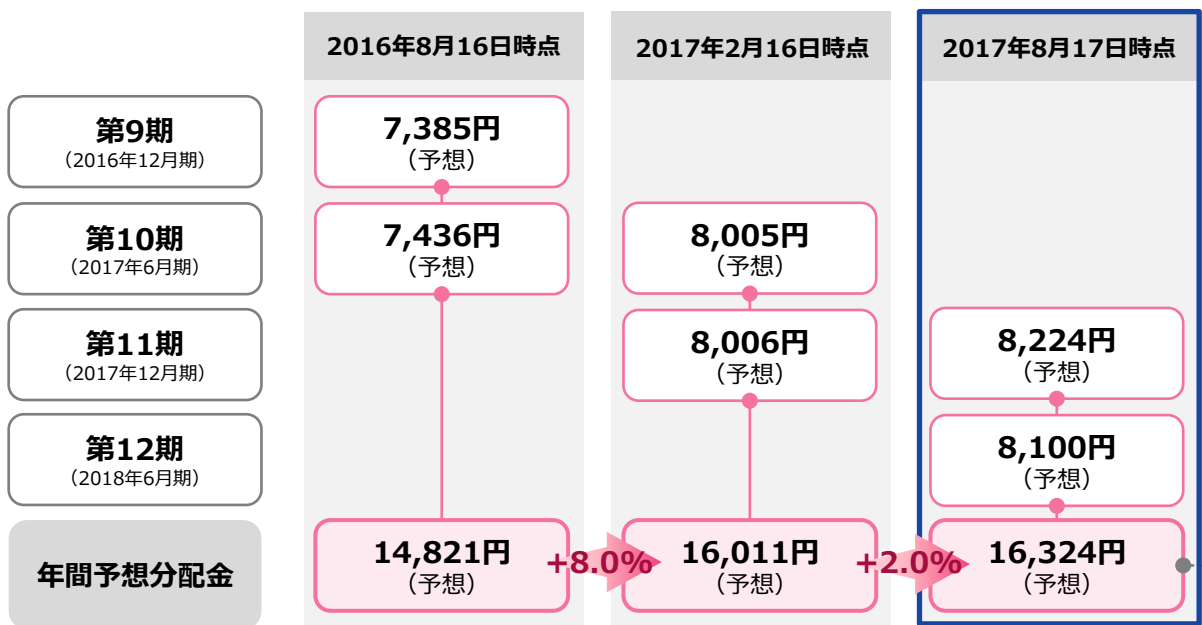 2016年8月16日時点
2017年2月16日時点
2017年8月17日時点
第9期
（2016年12月期）
7,385円
（予想）
第10期
（2017年6月期）
7,436円
（予想）
8,005円
（予想）
第11期
（2017年12月期）
8,006円
（予想）
8,224円
（予想）
第12期
（2018年6月期）
8,100円
（予想）
年間予想分配金
14,821円
（予想）
+8.0%
16,011円
（予想）
+2.0%
16,324円
（予想）